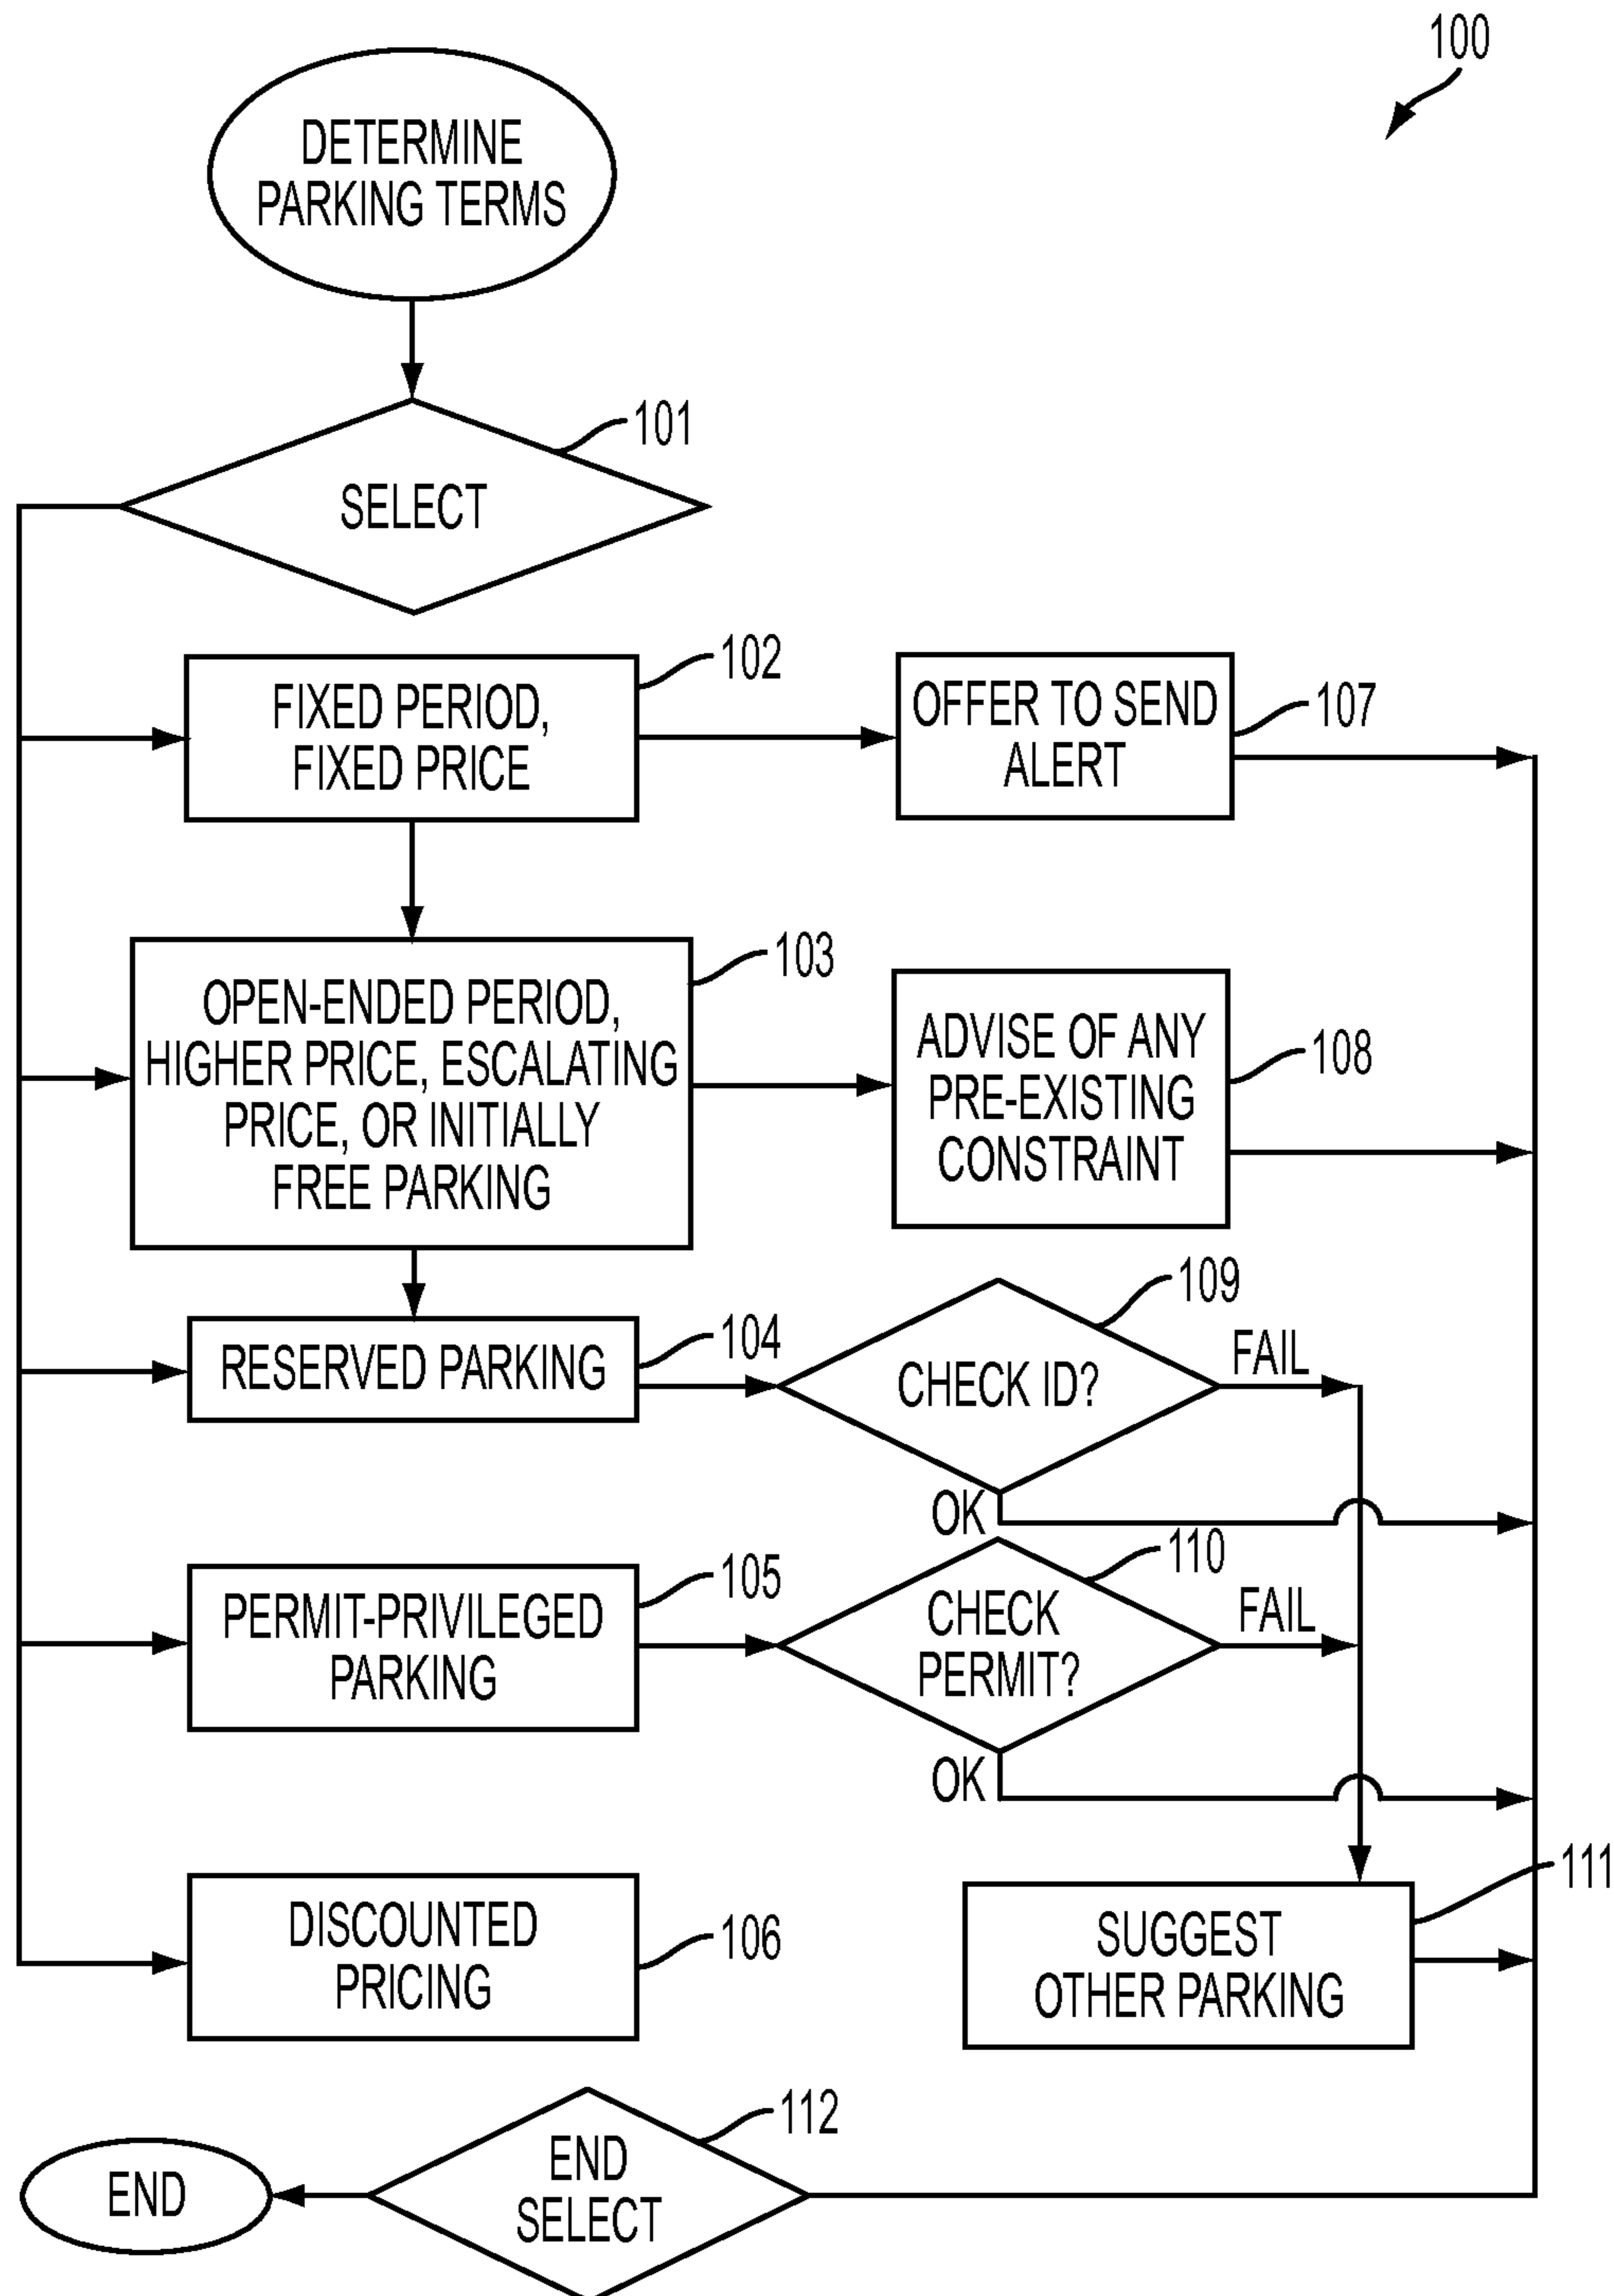 100
DETERMINE
PARKING TERMS
101
SELECT
102
FIXED PERIOD,
FIXED PRICE
OFFER TO SEND
ALERT
107
103
OPEN-ENDED PERIOD,
HIGHER PRICE, ESCALATING
PRICE, OR INITIALLY
FREE PARKING
ADVISE OF ANY
PRE-EXISTING
CONSTRAINT
108
109
104
RESERVED PARKING
CHECK ID?
FAIL
OK
110
105
PERMIT-PRIVILEGED
PARKING
CHECK
PERMIT?
FAIL
OK
111
DISCOUNTED
PRICING
106
SUGGEST
OTHER PARKING
112
END
SELECT
END